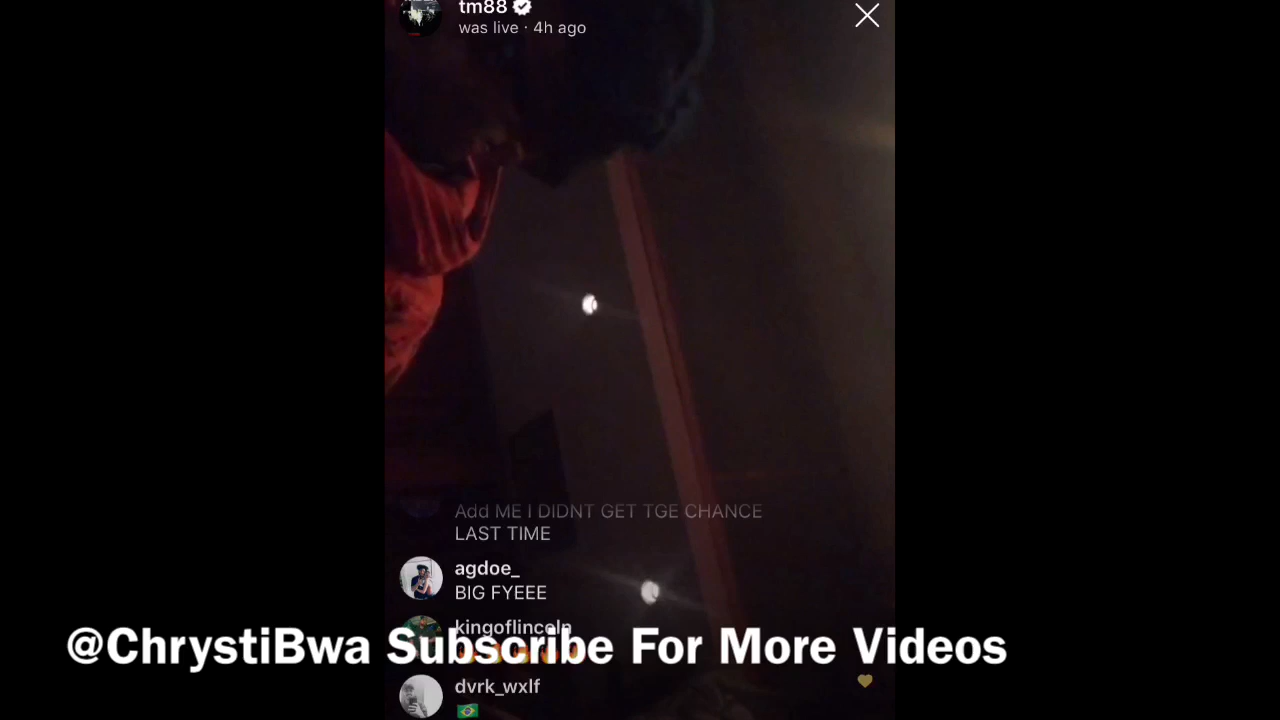 tm88
was live · 4h ago
Add ME I DIDNT GET TGE CHANCE
LAST TIME
agdoe_
BIG FYEEE
kingoflincoln
@ChrystiBwa Subscribe For More Videos
dvrk_wxlf